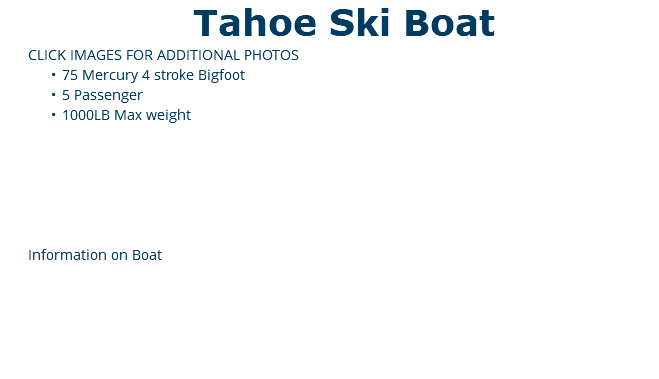 Tahoe Ski Boat
CLICK IMAGES FOR ADDITIONAL PHOTOS
• 75 Mercury 4 stroke Bigfoot
• 5 Passenger
• 1000LB Max weight
Information on Boat